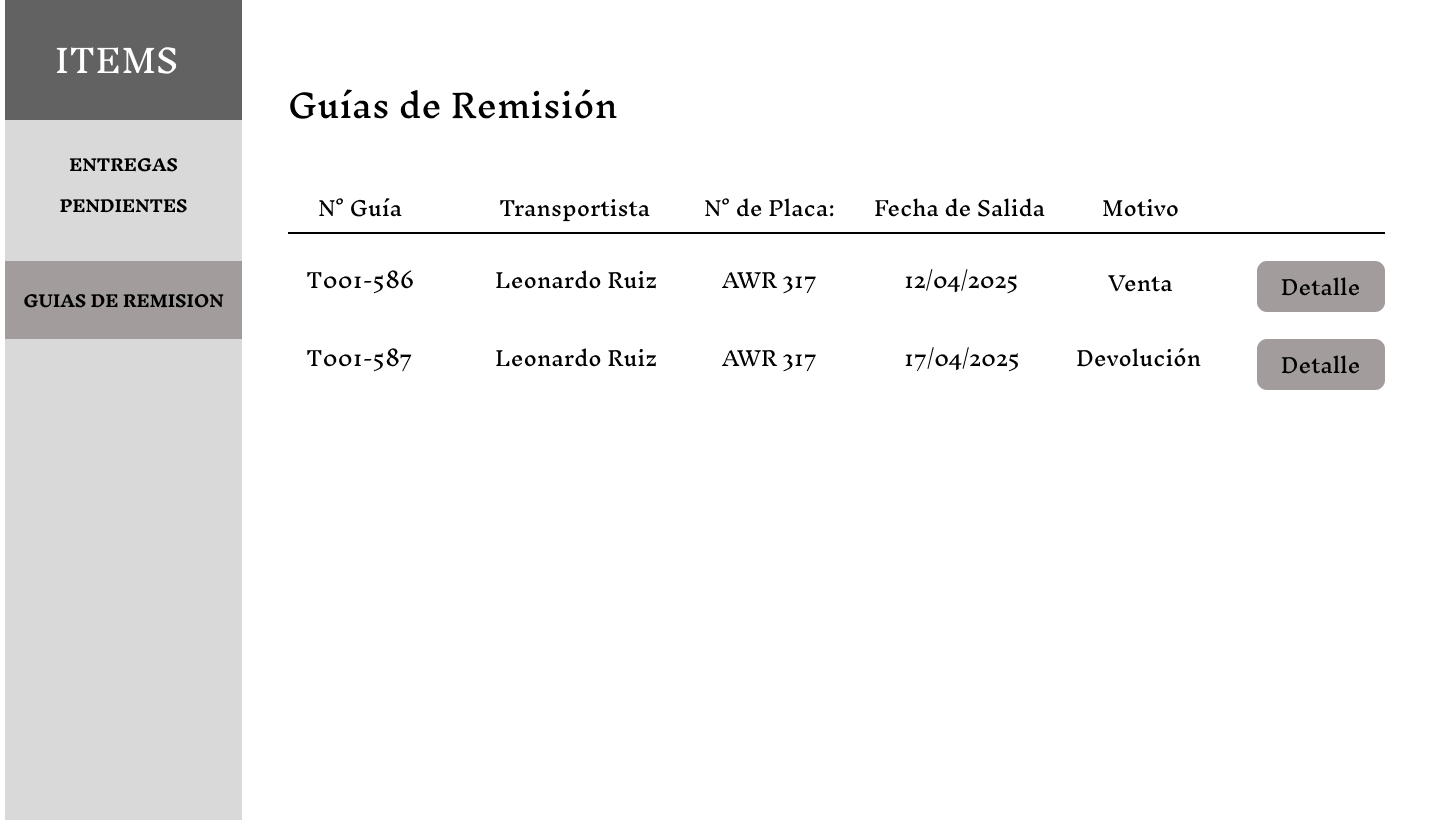 ITEMS
ENTREGAS
PENDIENTES
GUIAS DE REMISION
Guías de Remisión
N° Guía Transportista N° de Placa: Fecha de Salida Motivo
T001-586 Leonardo Ruiz AWR 317 12/04/2025 Venta Detalle
T001-587 Leonardo Ruiz AWR 317 17/04/2025 Devolución Detalle